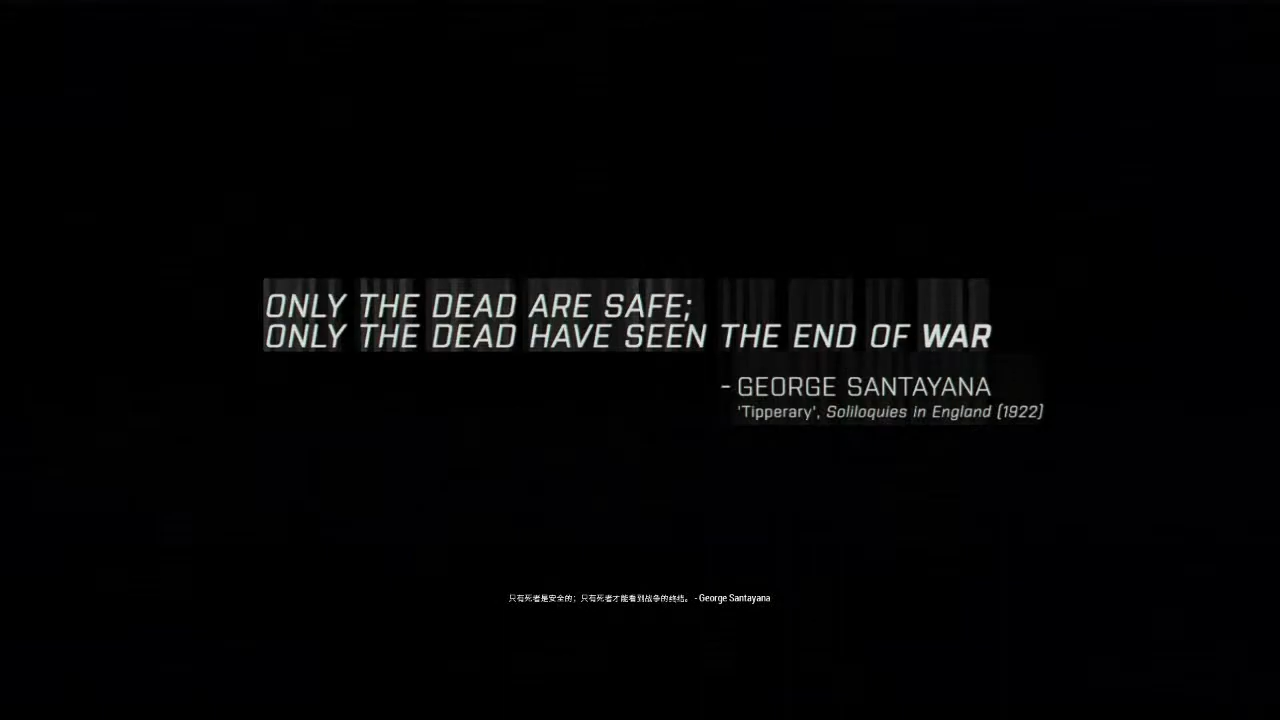 ONLY THE DEAD ARE SAFE;
ONLY THE DEAD HAVE SEEN THE END OF WAR
- GEORGE SANTAYANA
'Tipperary', Soliloquies in England (1922)
只有死者是安全的；只有死者才能看到战争的终结。 - George Santayana